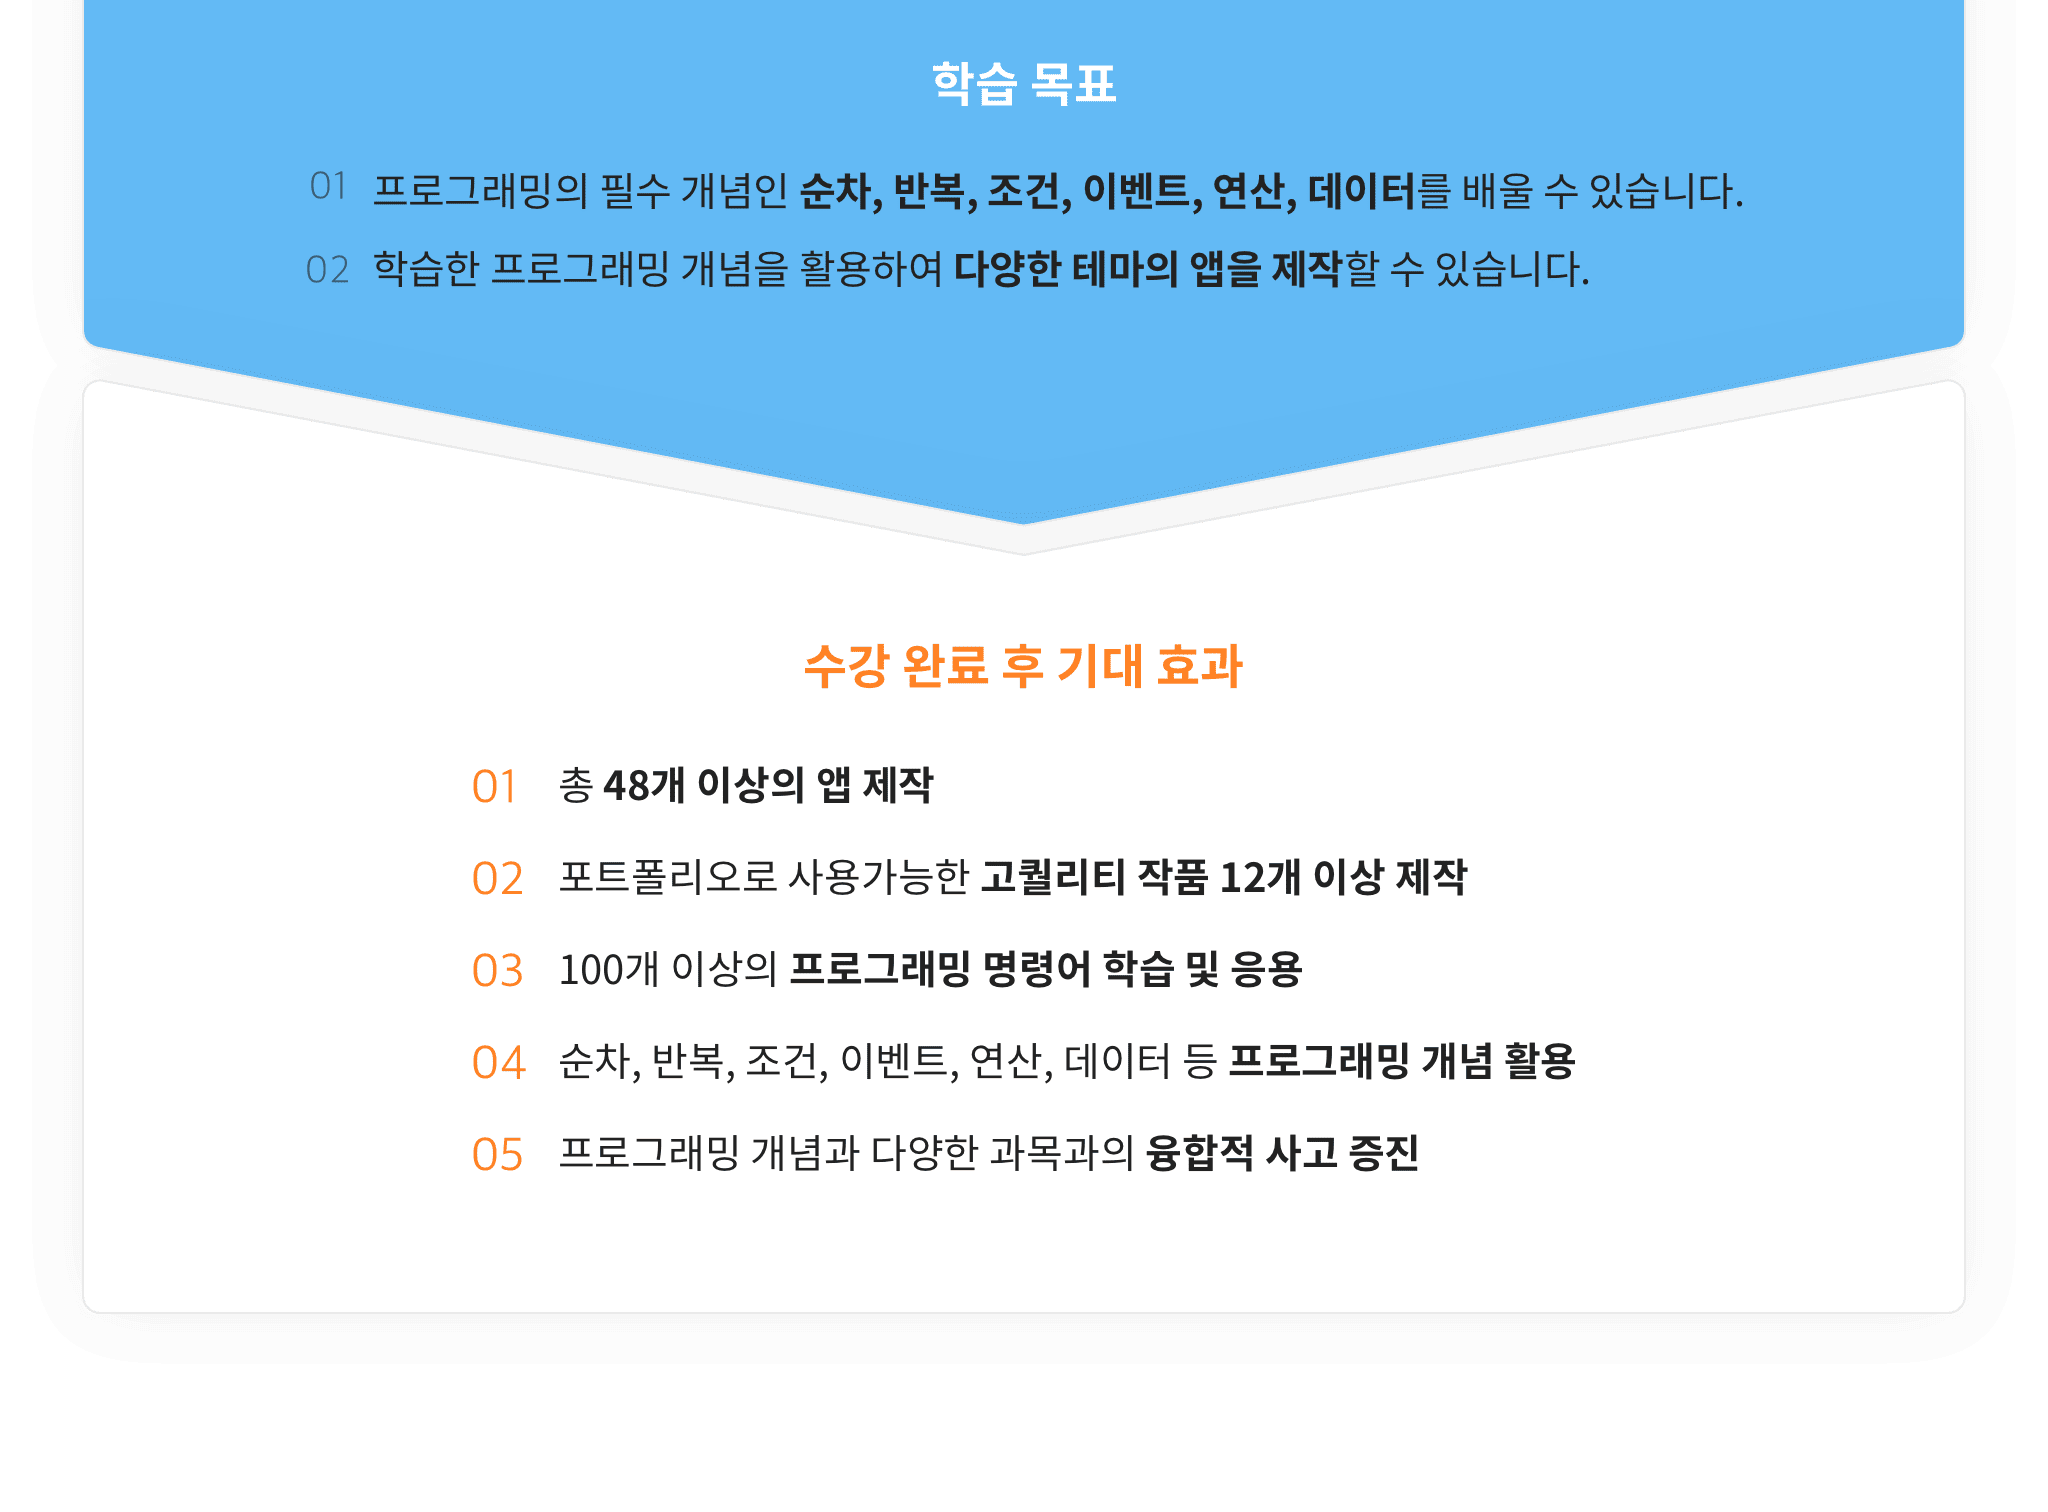 학습 목표
01 프로그래밍의 필수 개념인 순차, 반복, 조건, 이벤트, 연산, 데이터를 배울 수 있습니다.
02 학습한 프로그래밍 개념을 활용하여 다양한 테마의 앱을 제작할 수 있습니다.
수강 완료 후 기대 효과
01 총 48개 이상의 앱 제작
02 포트폴리오로 사용가능한 고퀄리티 작품 12개 이상 제작
03 100개 이상의 프로그래밍 명령어 학습 및 응용
04 순차, 반복, 조건, 이벤트, 연산, 데이터 등 프로그래밍 개념 활용
05 프로그래밍 개념과 다양한 과목과의 융합적 사고 증진